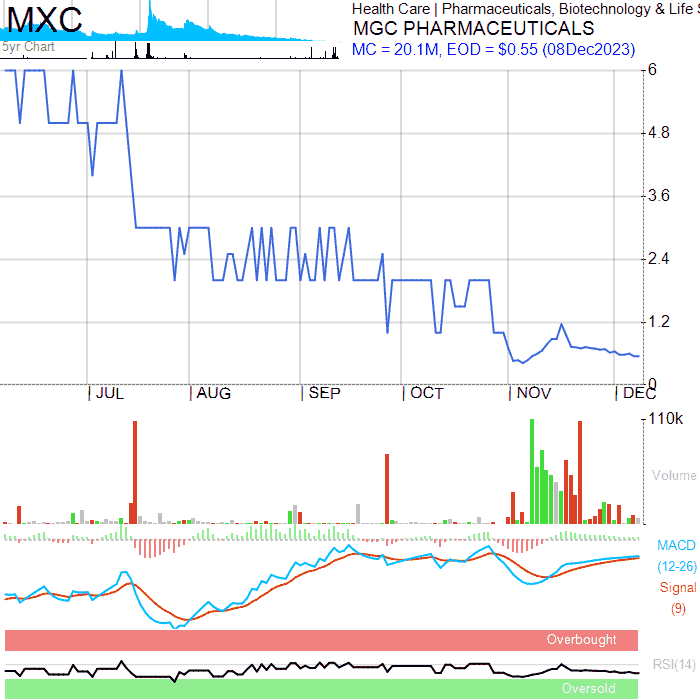 MXC
5yr Chart
Health Care | Pharmaceuticals, Biotechnology & Life S
MGC PHARMACEUTICALS
MC = 20.1M, EOD = $0.55 (08Dec2023)
6
4.8
3.6
2.4
1.2
0
JUL AUG SEP OCT NOV DEC
110k
Volume
MACD
(12-26)
Signal
(9)
Overbought
RSI(14)
Oversold